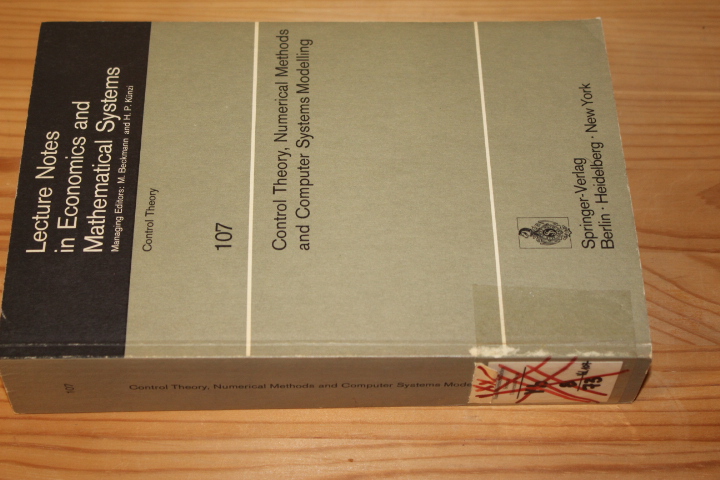 Lecture Notes
in Economics and
Mathematical Systems
Managing Editors: M. Beckmann and H. P. Künzi
Control Theory
107
Control Theory, Numerical Methods
and Computer Systems Modelling
Springer-Verlag
Berlin · Heidelberg · New York
107
Control Theory, Numerical Methods and Computer Systems